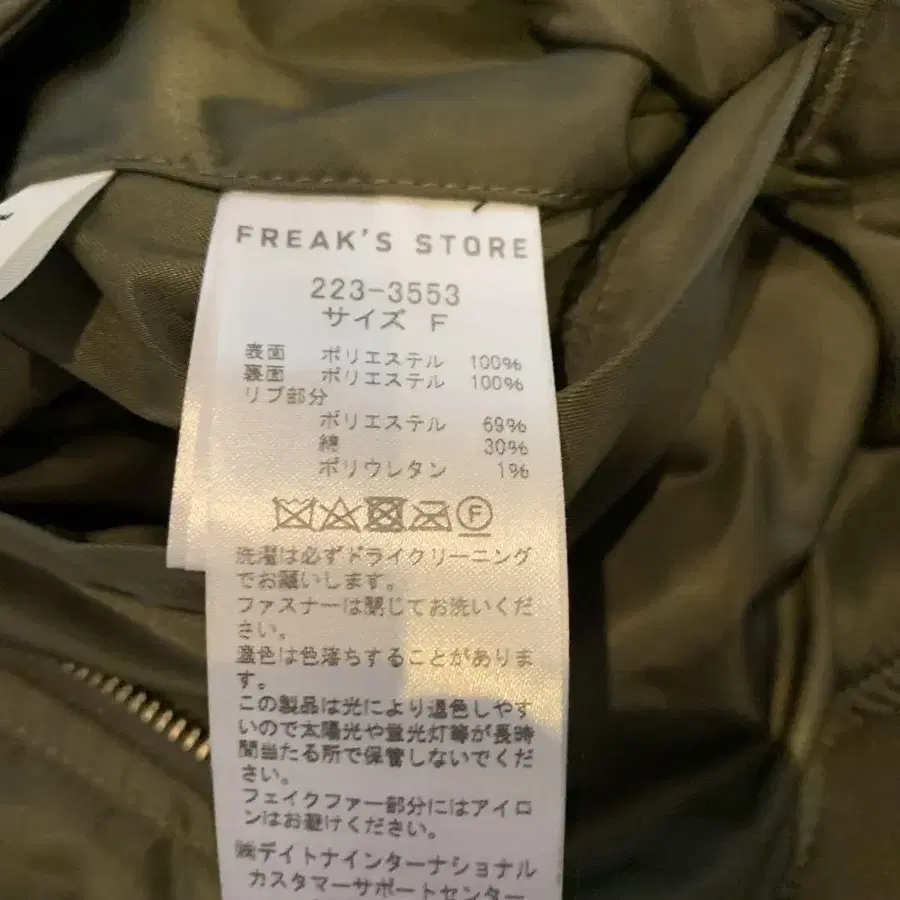 FREAK'S STORE
223-3553
サイズ F
表面 ポリエステル 100%
裏面 ポリエステル 100%
リブ部分
ポリエステル 69%
綿 30%
ポリウレタン 1%
F
洗濯は必ずドライクリーニング
でお願いします。
ファスナーは閉じてお洗いくだ
さい。
濃色は色落ちすることがありま
す。
この製品は光により退色しやす
いので太陽光や蛍光灯等が長時
間当たる所で保管しないでくだ
さい。
フェイクファー部分にはアイロ
ンはお避けください。
㈱デイトナインターナショナル
カスタマーサポートセンター